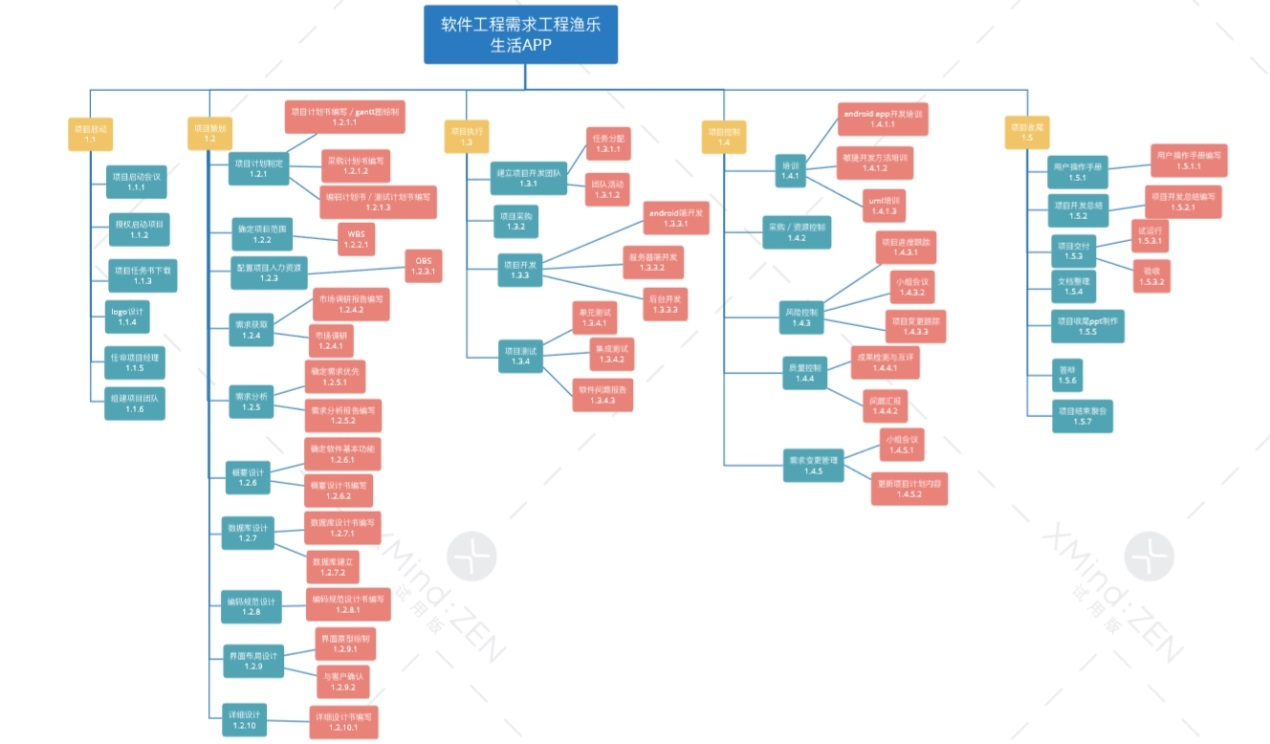 软件工程需求工程渔乐
生活APP
项目启动
1.1
项目启动会议
1.1.1
授权启动项目
1.1.2
项目任务书下载
1.1.3
logo设计
1.1.4
任命项目经理
1.1.5
组建项目团队
1.1.6
项目策划
1.2
项目计划制定
1.2.1
项目计划书编写/gantt图绘制
1.2.1.1
采购计划书编写
1.2.1.2
编程计划书/测试计划书编写
1.2.1.3
确定项目范围
1.2.2
WBS
1.2.2.1
配置项目人力资源
1.2.3
OBS
1.2.3.1
需求获取
1.2.4
市场调研报告编写
1.2.4.2
市场调研
1.2.4.1
需求分析
1.2.5
确定需求优先
1.2.5.1
需求分析报告编写
1.2.5.2
概要设计
1.2.6
确定软件基本功能
1.2.6.1
概要设计书编写
1.2.6.2
数据库设计
1.2.7
数据库设计书编写
1.2.7.1
数据库建立
1.2.7.2
编码规范设计
1.2.8
编码规范设计书编写
1.2.8.1
界面布局设计
1.2.9
界面原型绘制
1.2.9.1
与客户确认
1.2.9.2
详细设计
1.2.10
详细设计书编写
1.2.10.1
项目执行
1.3
建立项目开发团队
1.3.1
任务分配
1.3.1.1
团队活动
1.3.1.2
项目采购
1.3.2
项目开发
1.3.3
android端开发
1.3.3.1
服务器端开发
1.3.3.2
后台开发
1.3.3.3
项目测试
1.3.4
单元测试
1.3.4.1
集成测试
1.3.4.2
软件问题报告
1.3.4.3
项目控制
1.4
培训
1.4.1
android app开发培训
1.4.1.1
敏捷开发方法培训
1.4.1.2
uml培训
1.4.1.3
采购/资源控制
1.4.2
风险控制
1.4.3
项目进度跟踪
1.4.3.1
小组会议
1.4.3.2
项目变更跟踪
1.4.3.3
质量控制
1.4.4
成果检测与互评
1.4.4.1
问题汇报
1.4.4.2
需求变更管理
1.4.5
小组会议
1.4.5.1
更新项目计划内容
1.4.5.2
项目收尾
1.5
用户操作手册
1.5.1
用户操作手册编写
1.5.1.1
项目开发总结
1.5.2
项目开发总结编写
1.5.2.1
项目交付
1.5.3
试运行
1.5.3.1
验收
1.5.3.2
文档整理
1.5.4
项目收尾ppt制作
1.5.5
答辩
1.5.6
项目结束聚会
1.5.7
XMind:ZEN
试用版
XMind:ZEN
试用版